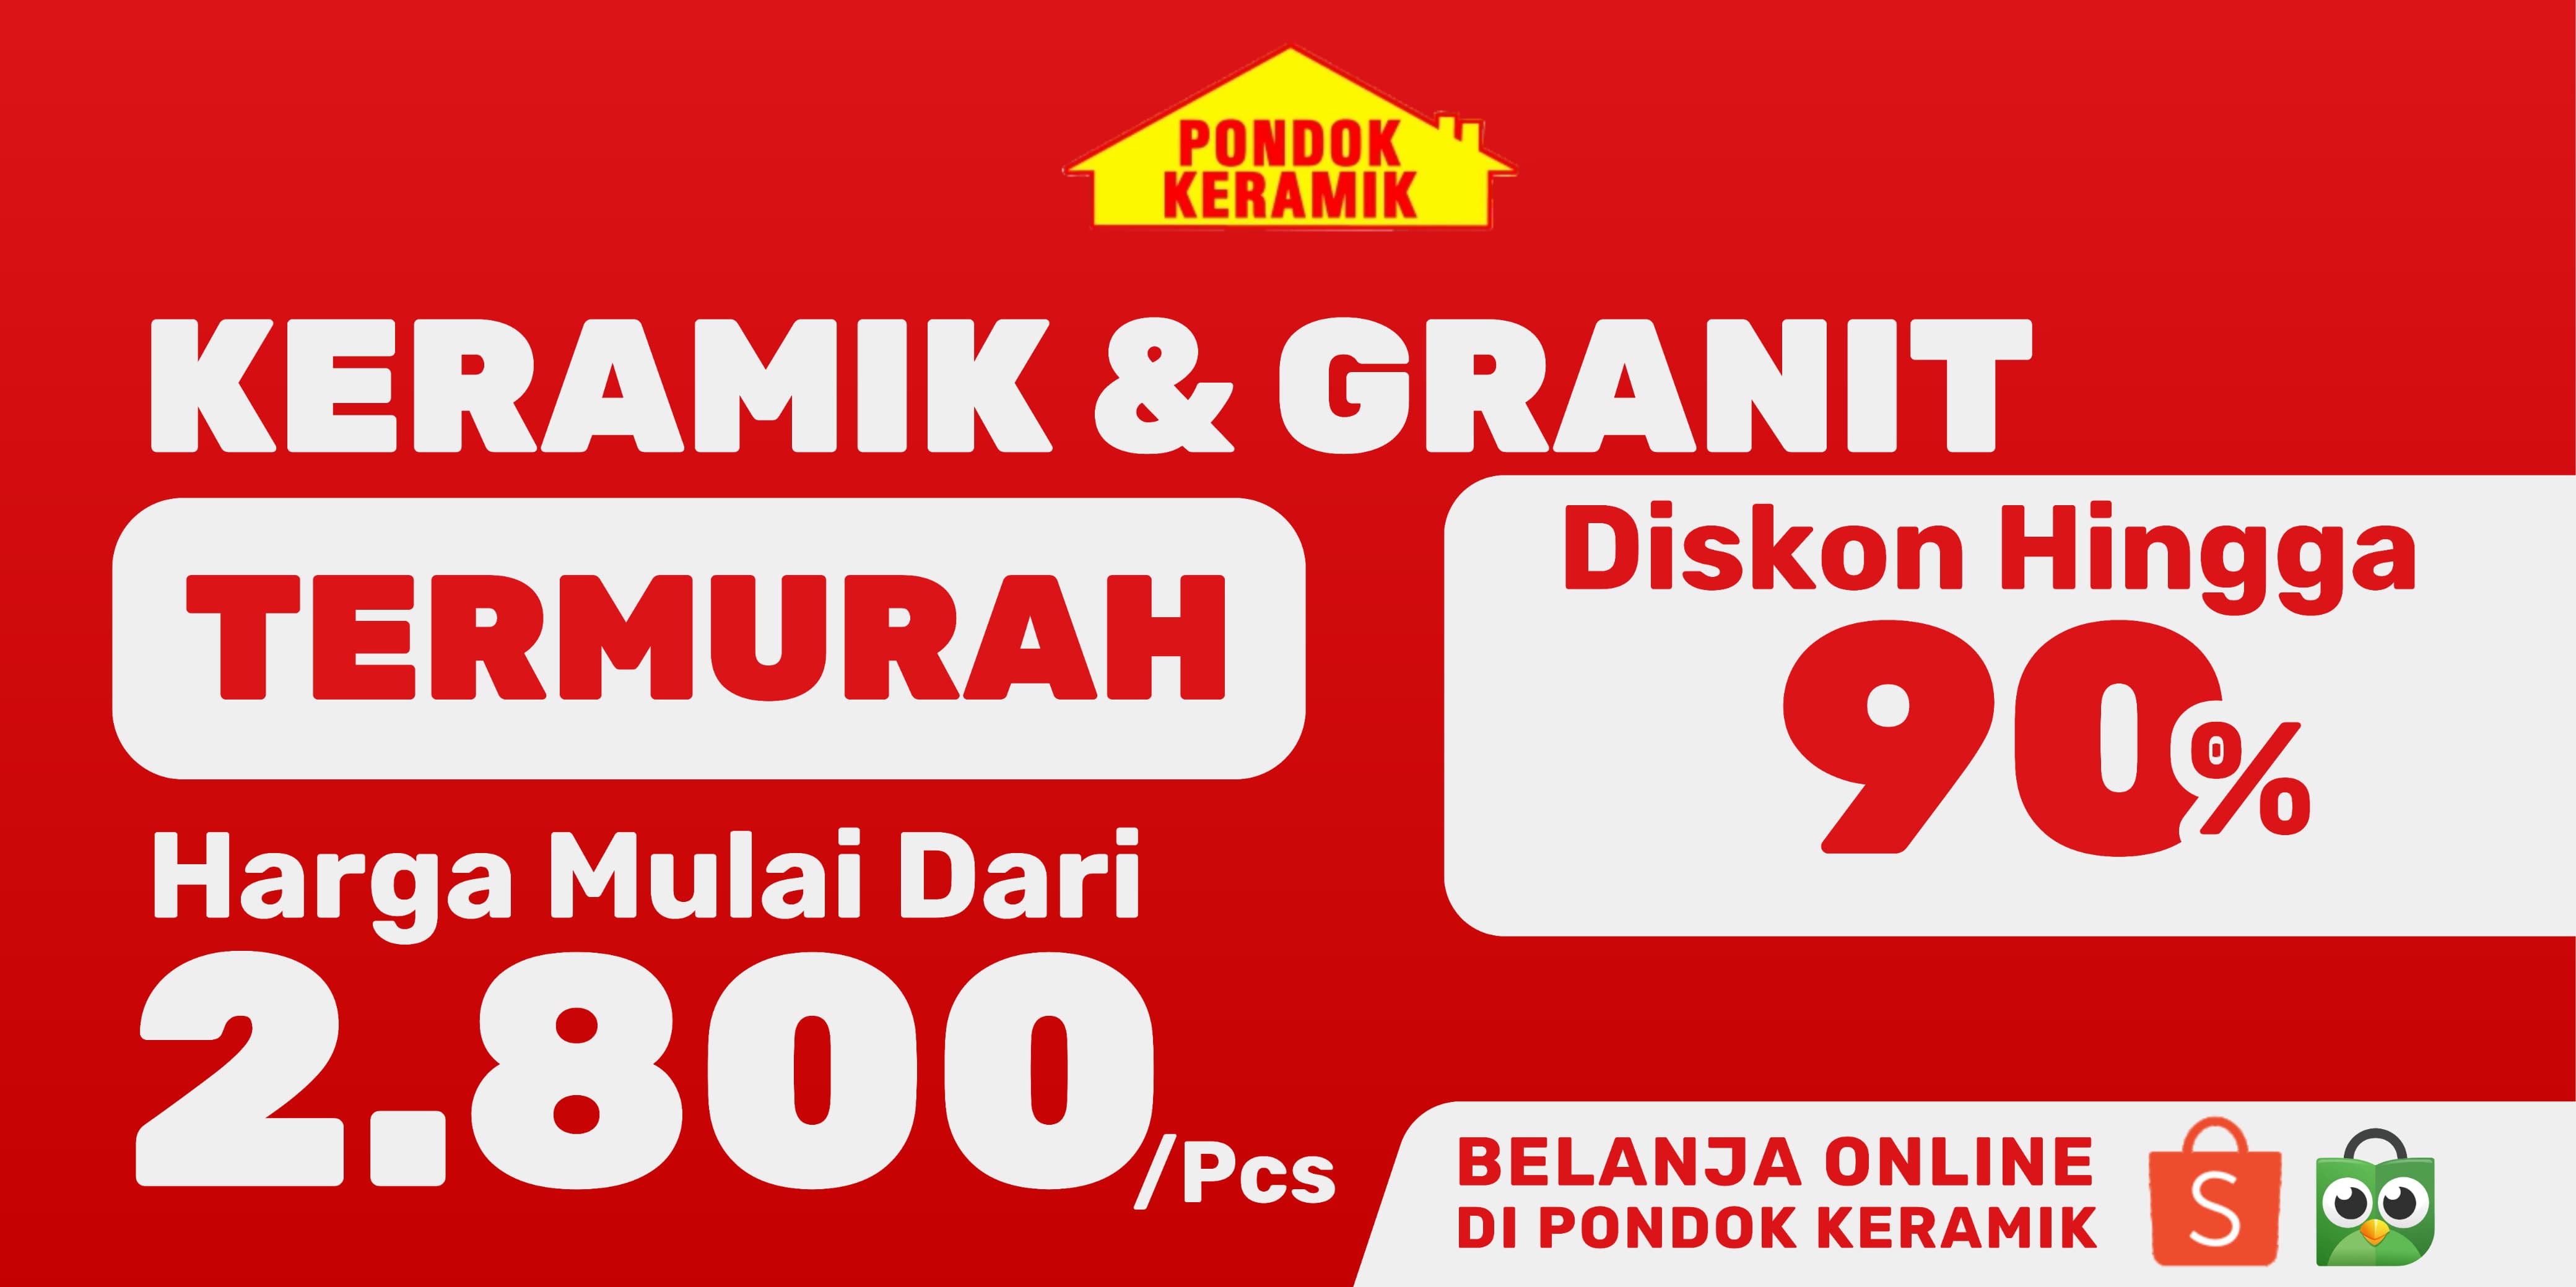 PONDOK
KERAMIK
KERAMIK & GRANIT
TERMURAH
Diskon Hingga
90%
Harga Mulai Dari
2.800/Pcs
BELANJA ONLINE
DI PONDOK KERAMIK
S